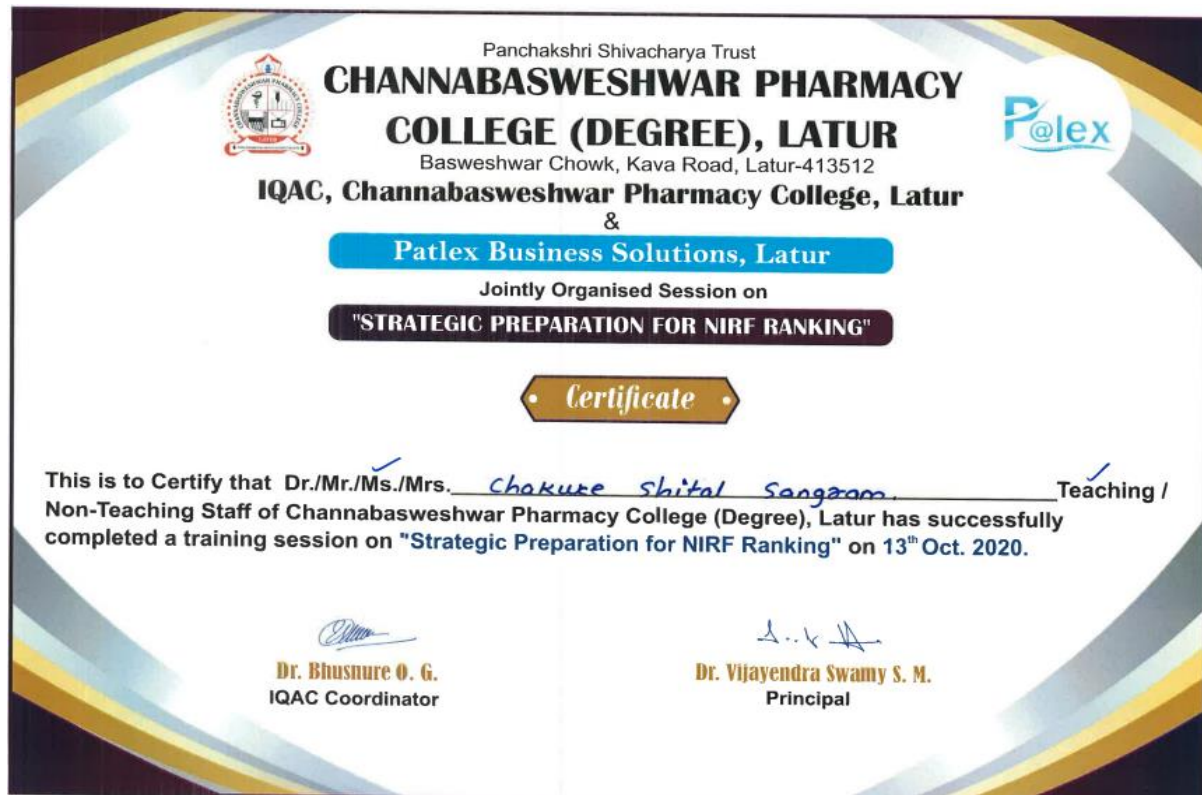 Panchakshri Shivacharya Trust
CHANNABASWESHWAR PHARMACY
COLLEGE (DEGREE), LATUR
P@lex
Basweshwar Chowk, Kava Road, Latur-413512
IQAC, Channabasweshwar Pharmacy College, Latur
&
Patlex Business Solutions, Latur
Jointly Organised Session on
"STRATEGIC PREPARATION FOR NIRF RANKING"
Certificate
This is to Certify that Dr./Mr./Ms./Mrs. Chakure Shital Sangram. Teaching /
Non-Teaching Staff of Channabasweshwar Pharmacy College (Degree), Latur has successfully
completed a training session on "Strategic Preparation for NIRF Ranking" on 13th Oct. 2020.
Dr. Bhusnure O. G.
IQAC Coordinator
Dr. Vijayendra Swamy S. M.
Principal